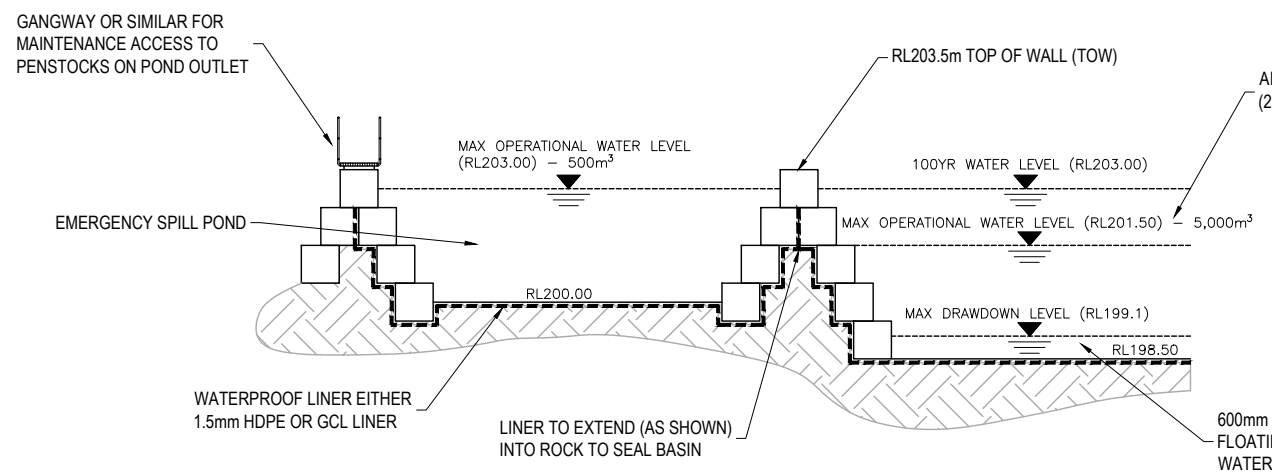 GANGWAY OR SIMILAR FOR
MAINTENANCE ACCESS TO
PENSTOCKS ON POND OUTLET
RL203.5m TOP OF WALL (TOW)
(2
MAX OPERATIONAL WATER LEVEL
(RL203.00) – 500m³
100YR WATER LEVEL (RL203.00)
EMERGENCY SPILL POND
MAX OPERATIONAL WATER LEVEL (RL201.50) – 5,000m³
RL200.00
MAX DRAWDOWN LEVEL (RL199.1)
RL198.50
WATERPROOF LINER EITHER
1.5mm HDPE OR GCL LINER
LINER TO EXTEND (AS SHOWN)
INTO ROCK TO SEAL BASIN
600mm
FLOATI
WATER